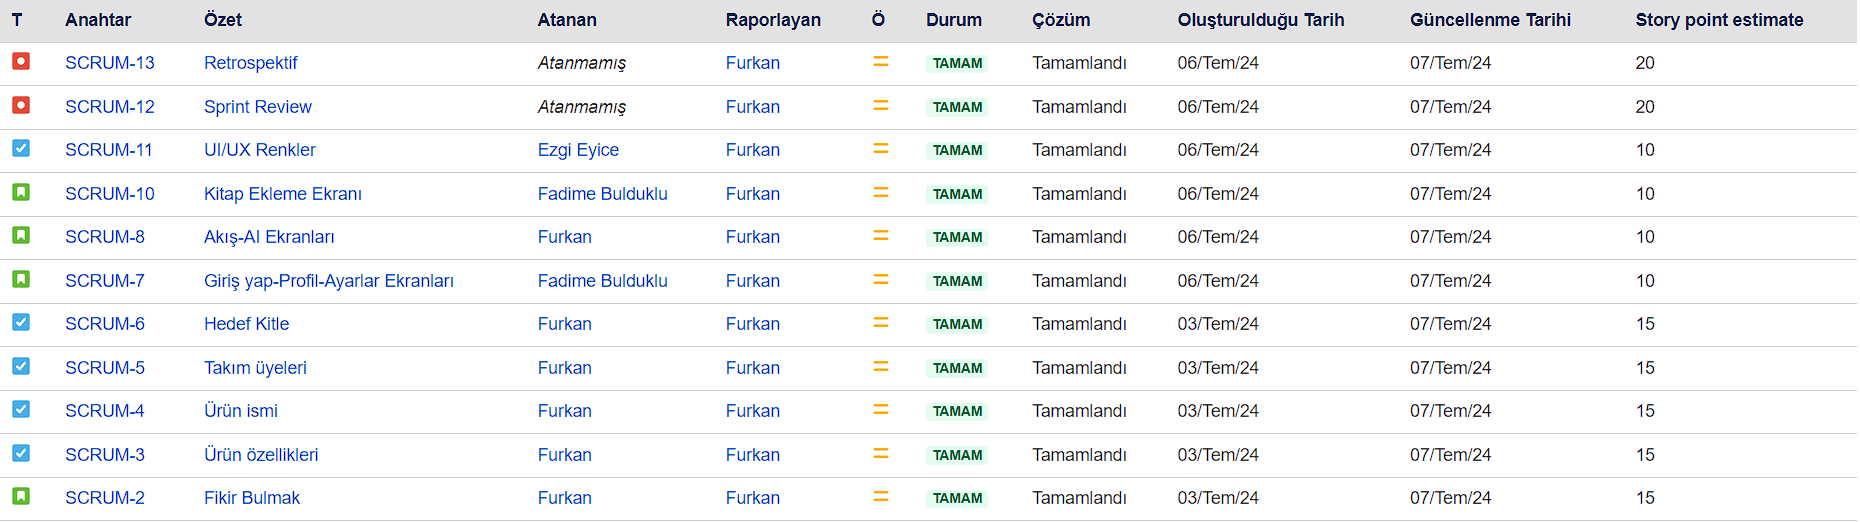 T Anahtar Özet Atanan Raporlayan Ö Durum Çözüm Oluşturulduğu Tarih Güncellenme Tarihi Story point estimate
SCRUM-13 Retrospektif Atanmamış Furkan TAMAM Tamamlandı 06/Tem/24 07/Tem/24 20
SCRUM-12 Sprint Review Atanmamış Furkan TAMAM Tamamlandı 06/Tem/24 07/Tem/24 20
SCRUM-11 UI/UX Renkler Ezgi Eyice Furkan TAMAM Tamamlandı 06/Tem/24 07/Tem/24 10
SCRUM-10 Kitap Ekleme Ekranı Fadime Bulduklu Furkan TAMAM Tamamlandı 06/Tem/24 07/Tem/24 10
SCRUM-8 Akış-AI Ekranları Furkan Furkan TAMAM Tamamlandı 06/Tem/24 07/Tem/24 10
SCRUM-7 Giriş yap-Profil-Ayarlar Ekranları Fadime Bulduklu Furkan TAMAM Tamamlandı 06/Tem/24 07/Tem/24 10
SCRUM-6 Hedef Kitle Furkan Furkan TAMAM Tamamlandı 03/Tem/24 07/Tem/24 15
SCRUM-5 Takım üyeleri Furkan Furkan TAMAM Tamamlandı 03/Tem/24 07/Tem/24 15
SCRUM-4 Ürün ismi Furkan Furkan TAMAM Tamamlandı 03/Tem/24 07/Tem/24 15
SCRUM-3 Ürün özellikleri Furkan Furkan TAMAM Tamamlandı 03/Tem/24 07/Tem/24 15
SCRUM-2 Fikir Bulmak Furkan Furkan TAMAM Tamamlandı 03/Tem/24 07/Tem/24 15